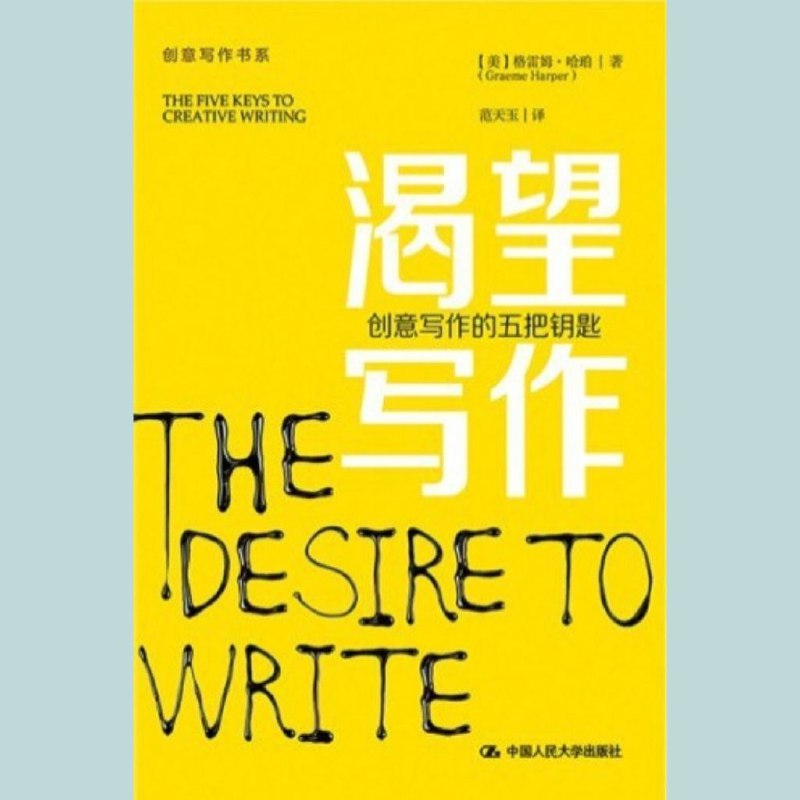 创意写作书系
THE FIVE KEYS TO
CREATIVE WRITING
【美】格雷姆·哈珀 | 著
(Graeme Harper)
范天玉 | 译
渴望
创意写作的五把钥匙
写作
THE
DESIRE TO
WRITE
中国人民大学出版社